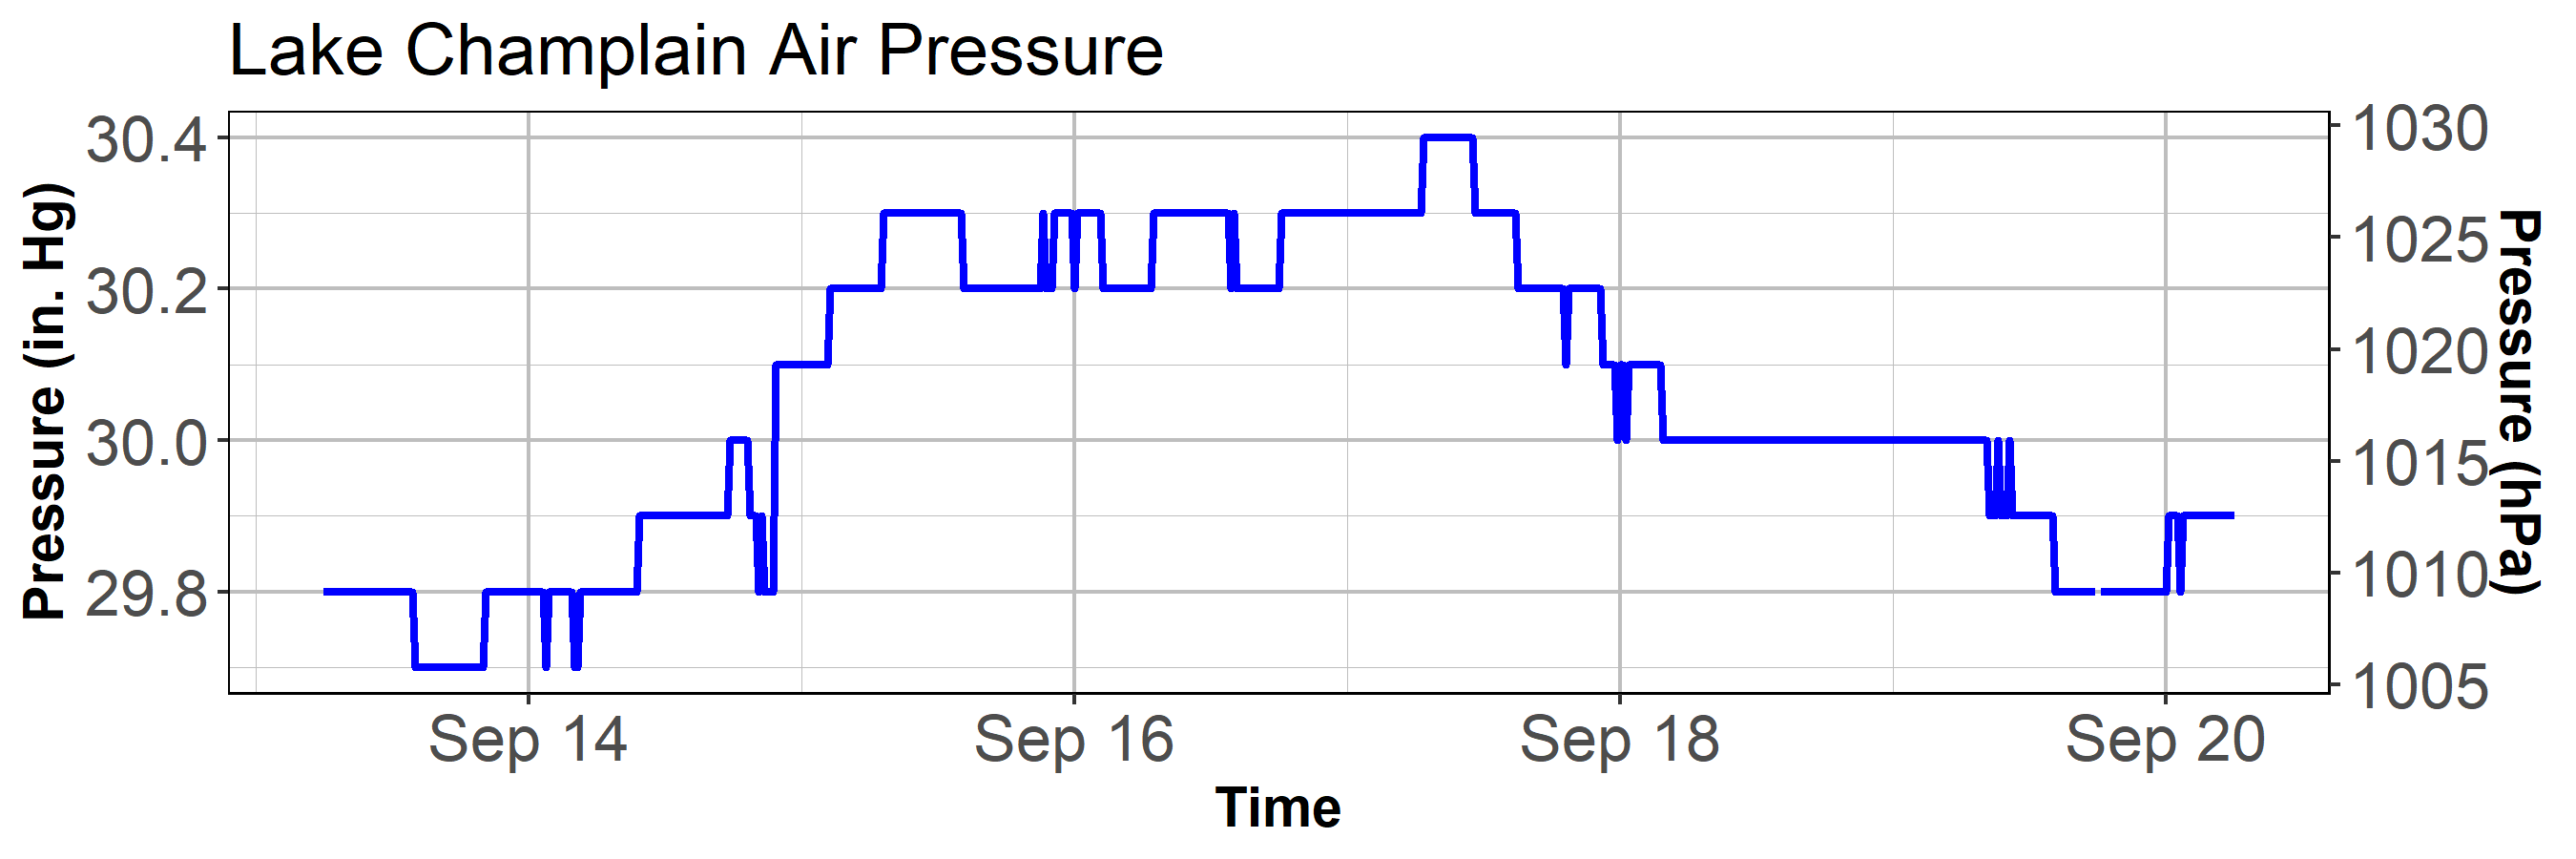 Lake Champlain Air Pressure
Pressure (in. Hg)
30.4
30.2
30.0
29.8
1030
1025
1020
1015
1010
1005
Pressure (hPa)
Sep 14 Sep 16 Sep 18 Sep 20
Time